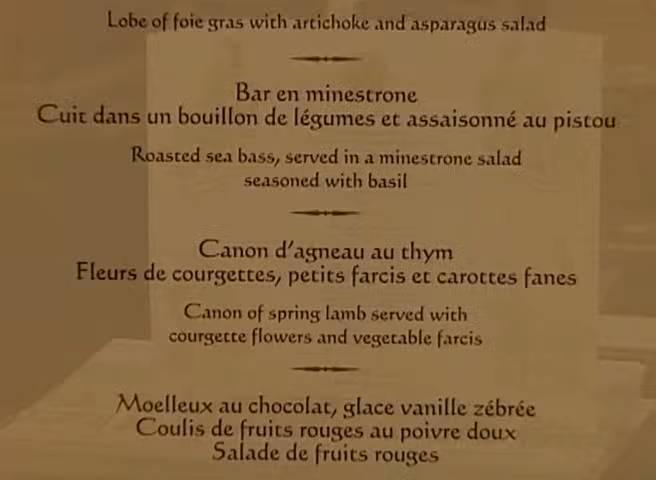 Lobe of foie gras with artichoke and asparagus salad
Bar en minestrone
Cuit dans un bouillon de légumes et assaisonné au pistou
Roasted sea bass, served in a minestrone salad
seasoned with basil
Canon d'agneau au thym
Fleurs de courgettes, petits farcis et carottes fanes
Canon of spring lamb served with
courgette flowers and vegetable farcis
Moelleux au chocolat, glace vanille zébrée
Coulis de fruits rouges au poivre doux
Salade de fruits rouges